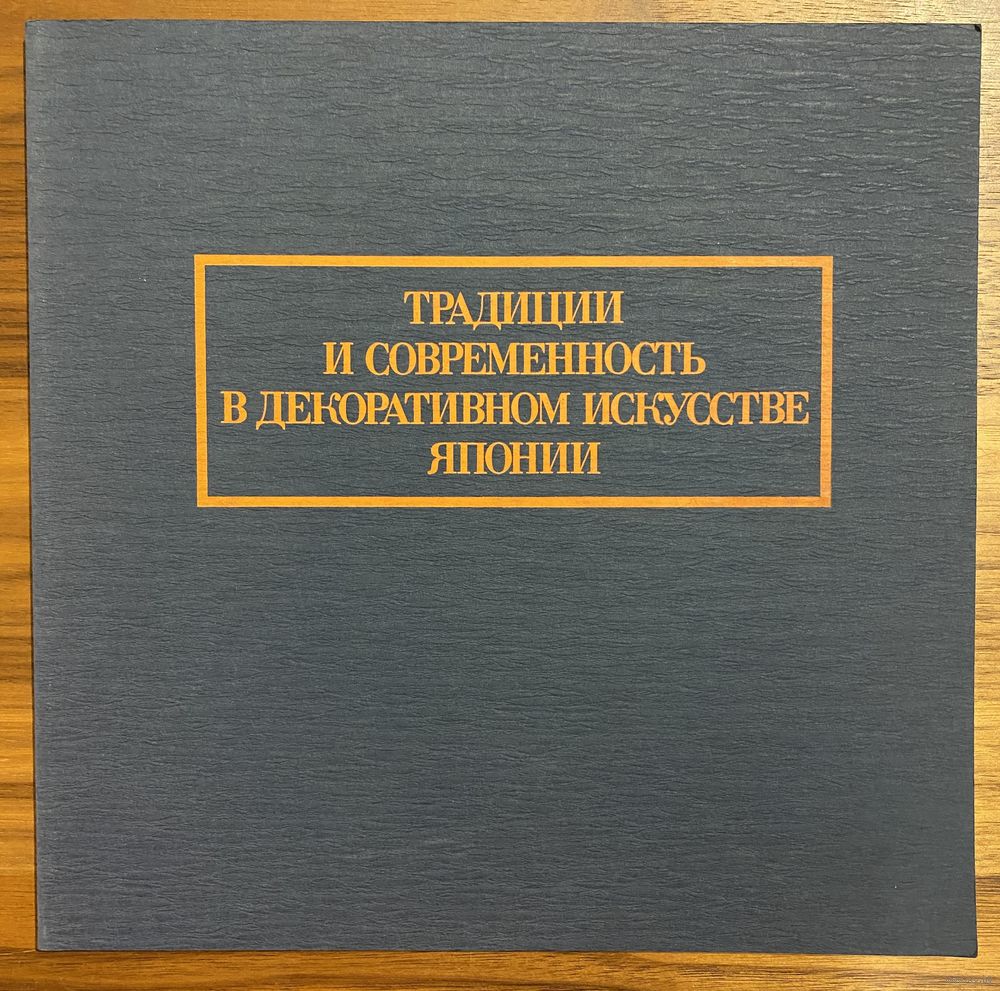 ТРАДИЦИИ
И СОВРЕМЕННОСТЬ
В ДЕКОРАТИВНОМ ИСКУССТВЕ
ЯПОНИИ